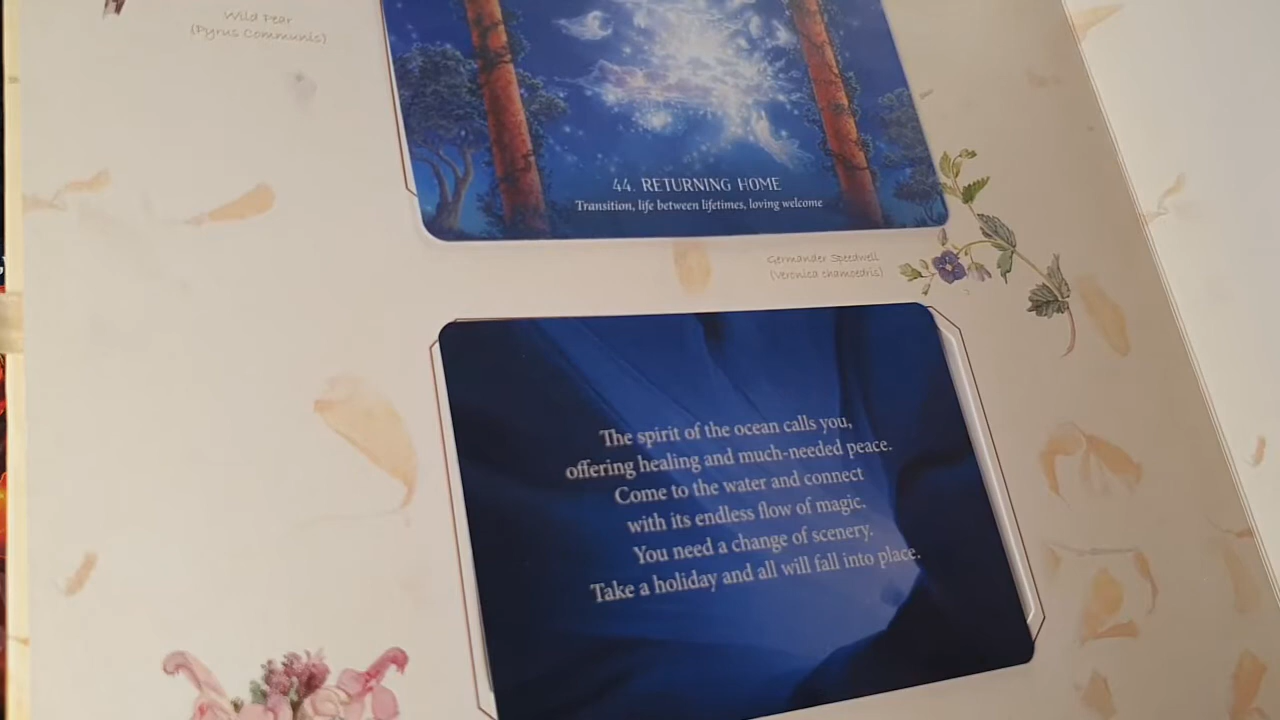 Wild Pear
(Pyrus Communis)
44. RETURNING HOME
Transition, life between lifetimes, loving welcome
Germander Speedwell
(Veronica chamoedris)
The spirit of the ocean calls you,
offering healing and much-needed peace.
Come to the water and connect
with its endless flow of magic.
You need a change of scenery.
Take a holiday and all will fall into place.